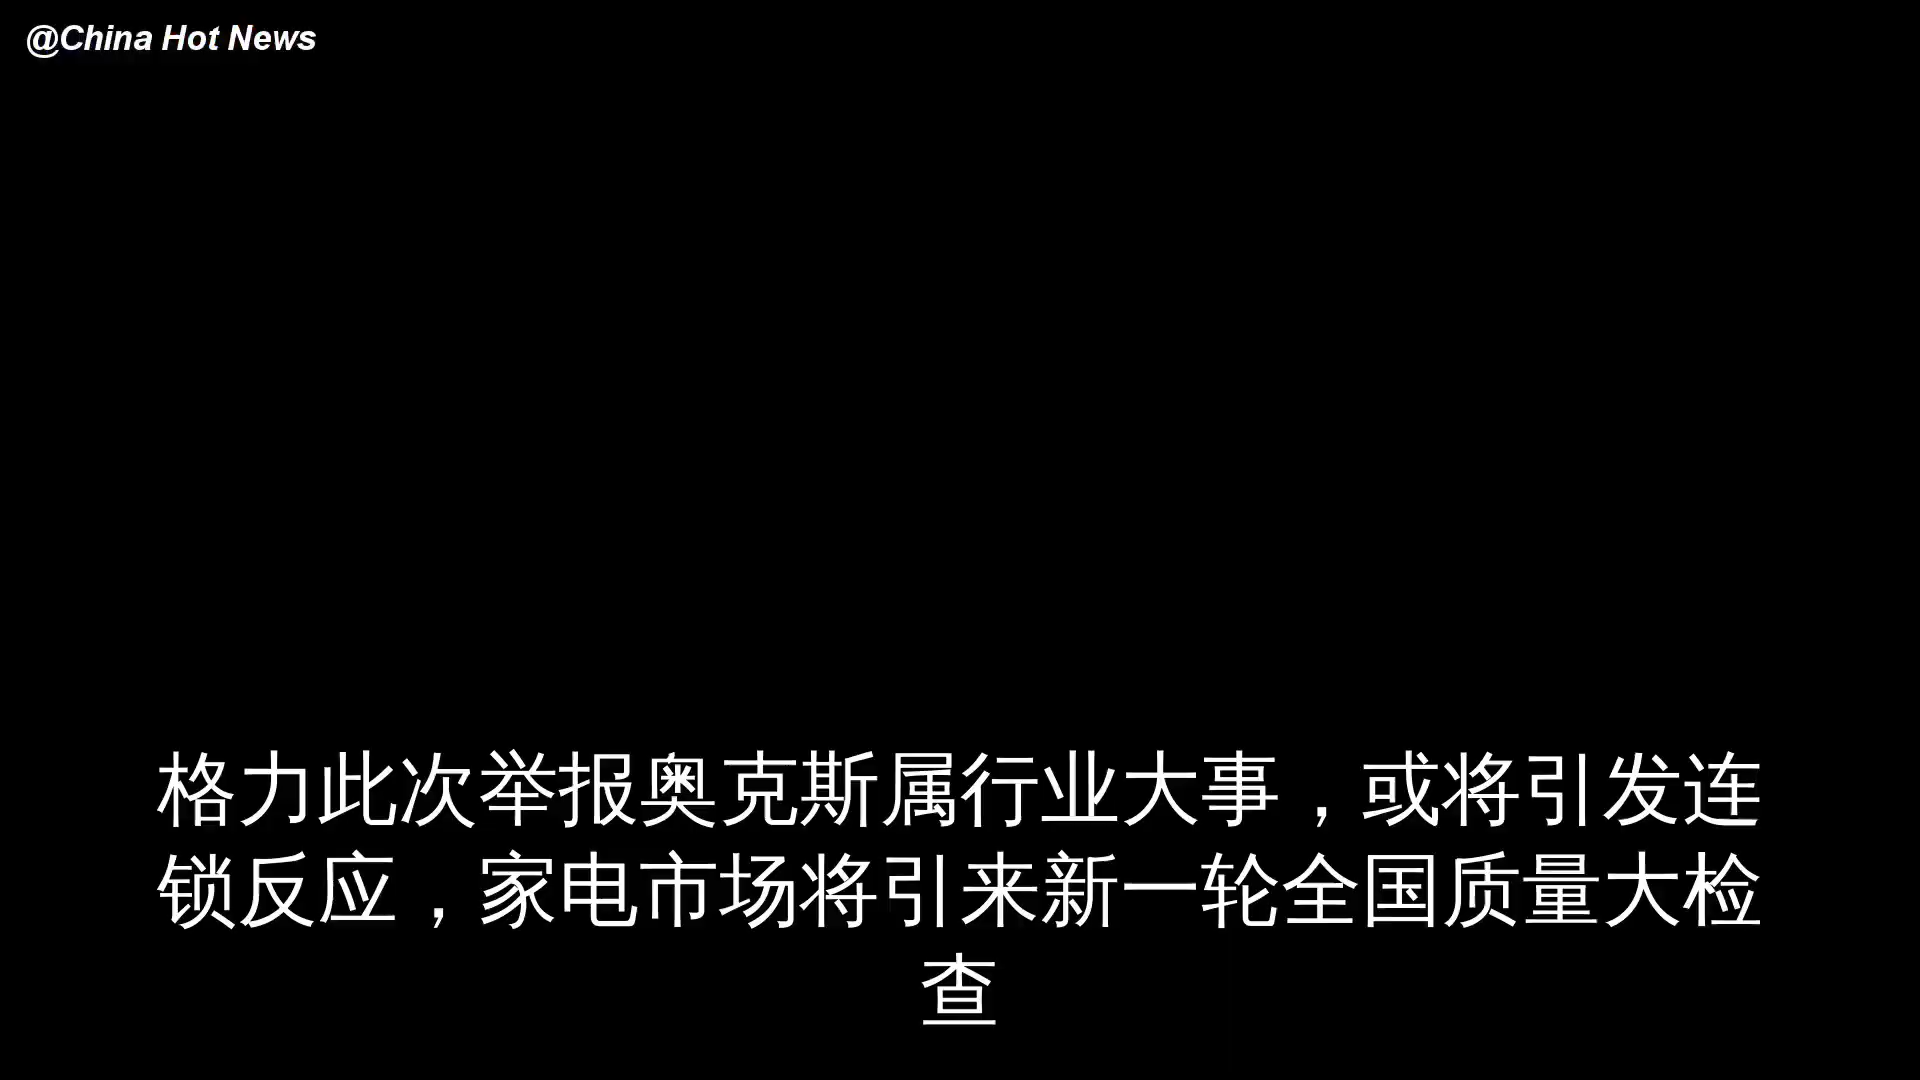 @China Hot News
格力此次举报奥克斯属行业大事，或将引发连
锁反应，家电市场将引来新一轮全国质量大检
查